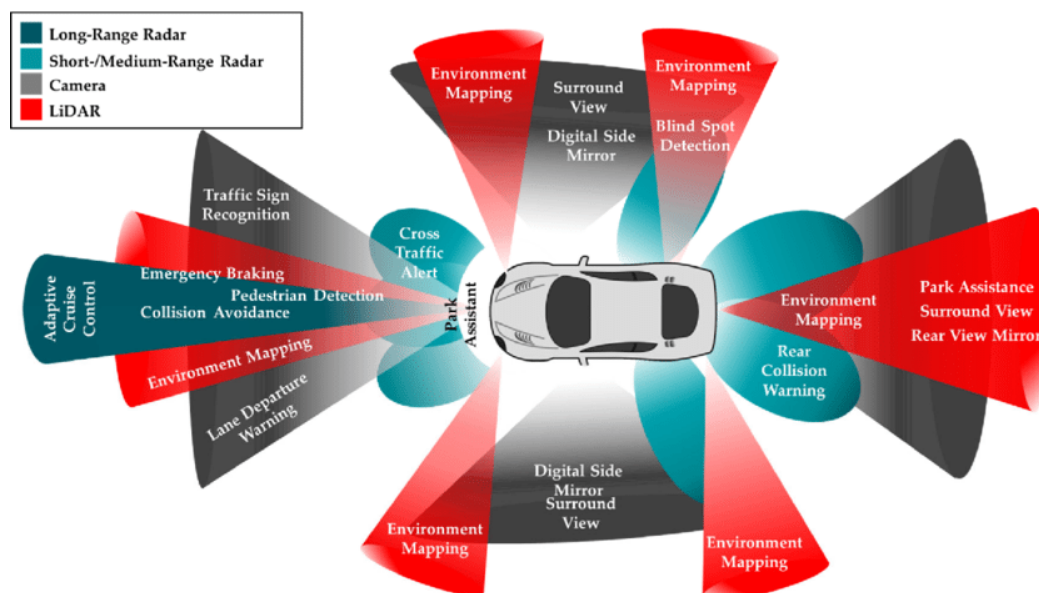 Long-Range Radar
Short-/Medium-Range Radar
Camera
LiDAR
Environment
Mapping
Surround
View
Digital Side
Mirror
Environment
Mapping
Blind Spot
Detection
Traffic Sign
Recognition
Cross
Traffic
Alert
Adaptive
Cruise
Control
Emergency Braking
Pedestrian Detection
Collision Avoidance
Environment Mapping
Lane Departure
Warning
Park
Assistant
Environment
Mapping
Park Assistance
Surround View
Rear View Mirror
Rear
Collision
Warning
Digital Side
Mirror
Surround
View
Environment
Mapping
Environment
Mapping